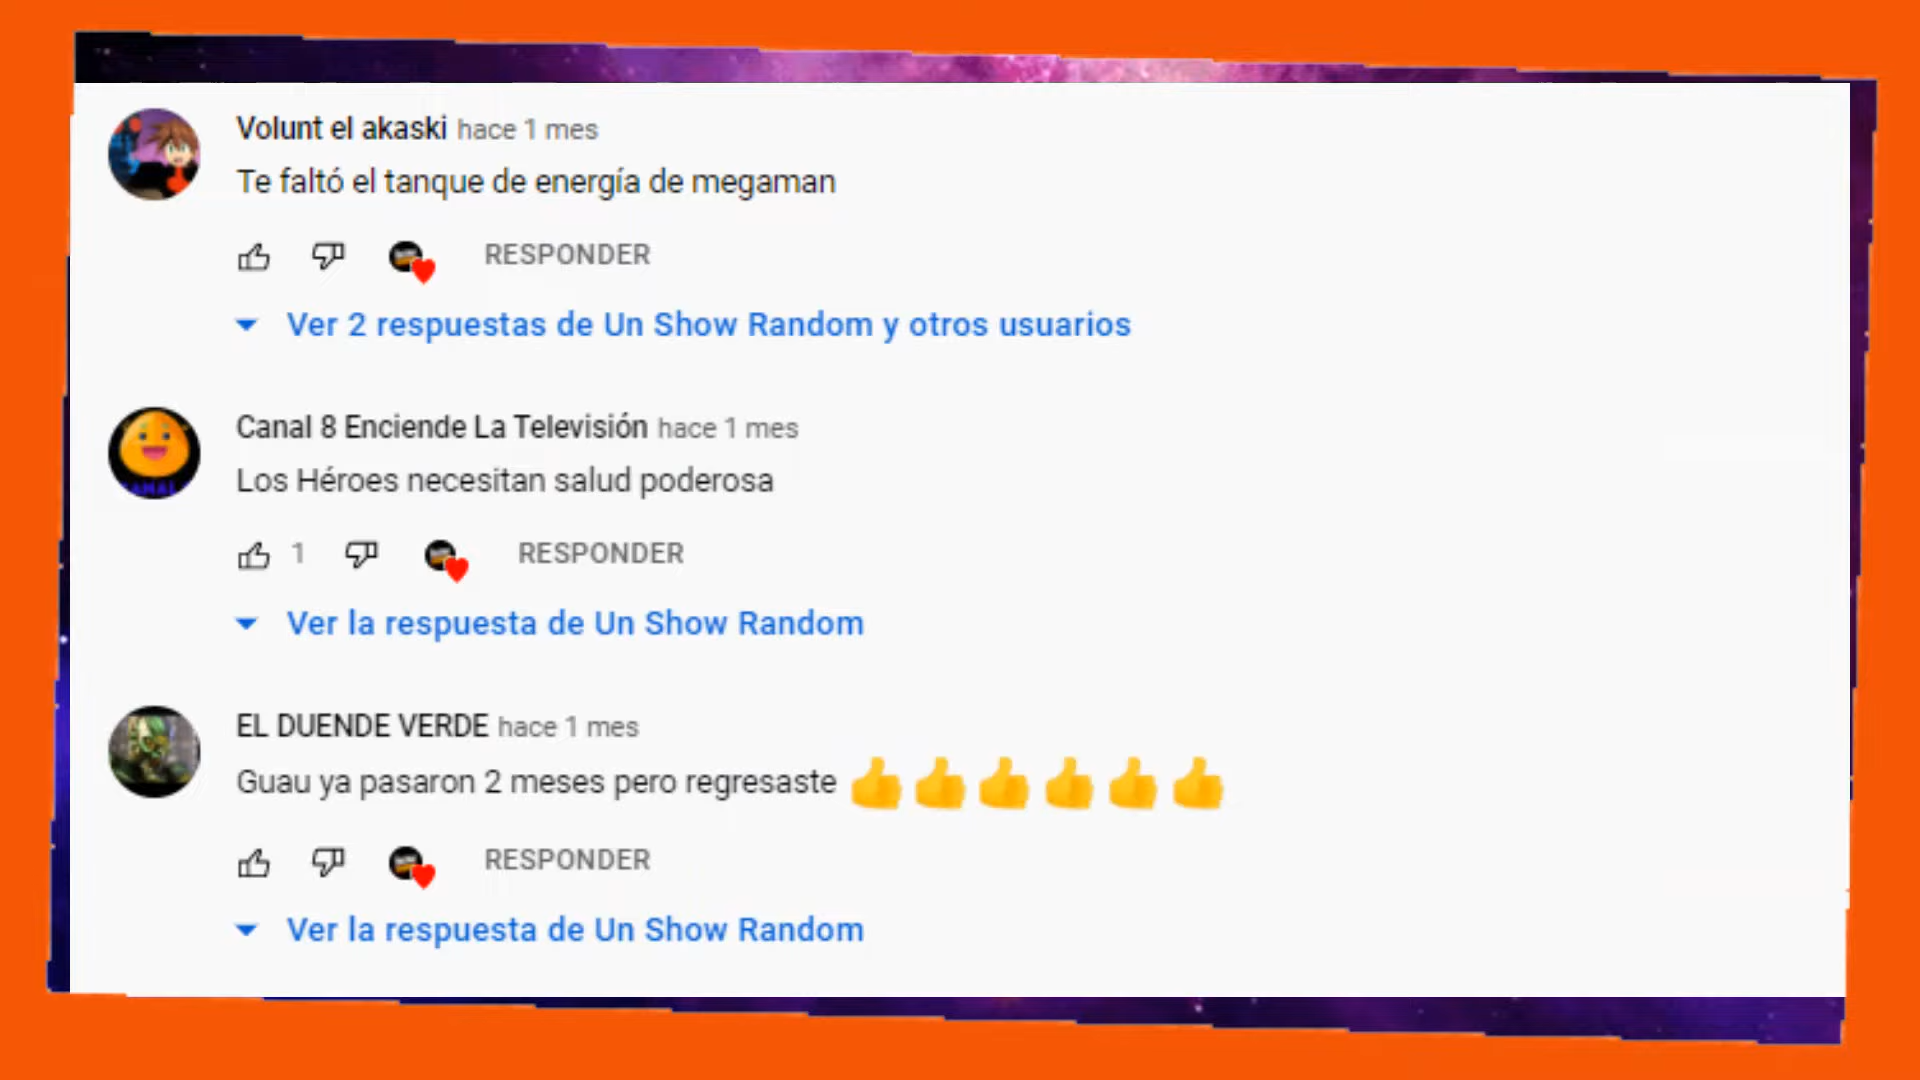 Volunt el akaski hace 1 mes
Te faltó el tanque de energía de megaman
RESPONDER
Ver 2 respuestas de Un Show Random y otros usuarios
Canal 8 Enciende La Televisión hace 1 mes
Los Héroes necesitan salud poderosa
1 RESPONDER
Ver la respuesta de Un Show Random
EL DUENDE VERDE hace 1 mes
Guau ya pasaron 2 meses pero regresaste 👍👍👍👍👍👍
RESPONDER
Ver la respuesta de Un Show Random